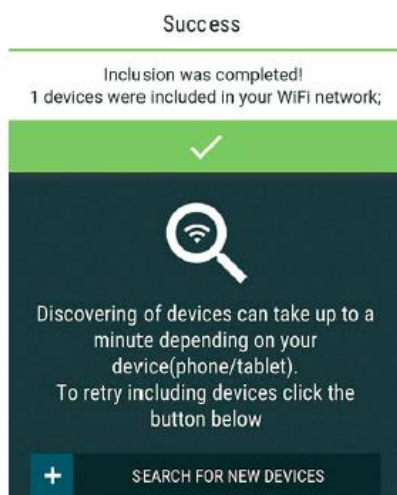 Success
Inclusion was completed!
1 devices were included in your WiFi network;
Discovering of devices can take up to a
minute depending on your
device(phone/tablet).
To retry including devices click the
button below
+ SEARCH FOR NEW DEVICES